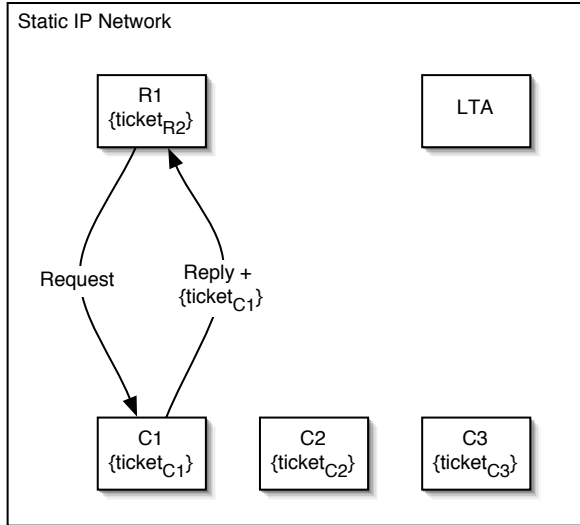 Static IP Network
R1
{ticketR2}
LTA
Request
Reply +
{ticketC1}
C1
{ticketC1}
C2
{ticketC2}
C3
{ticketC3}